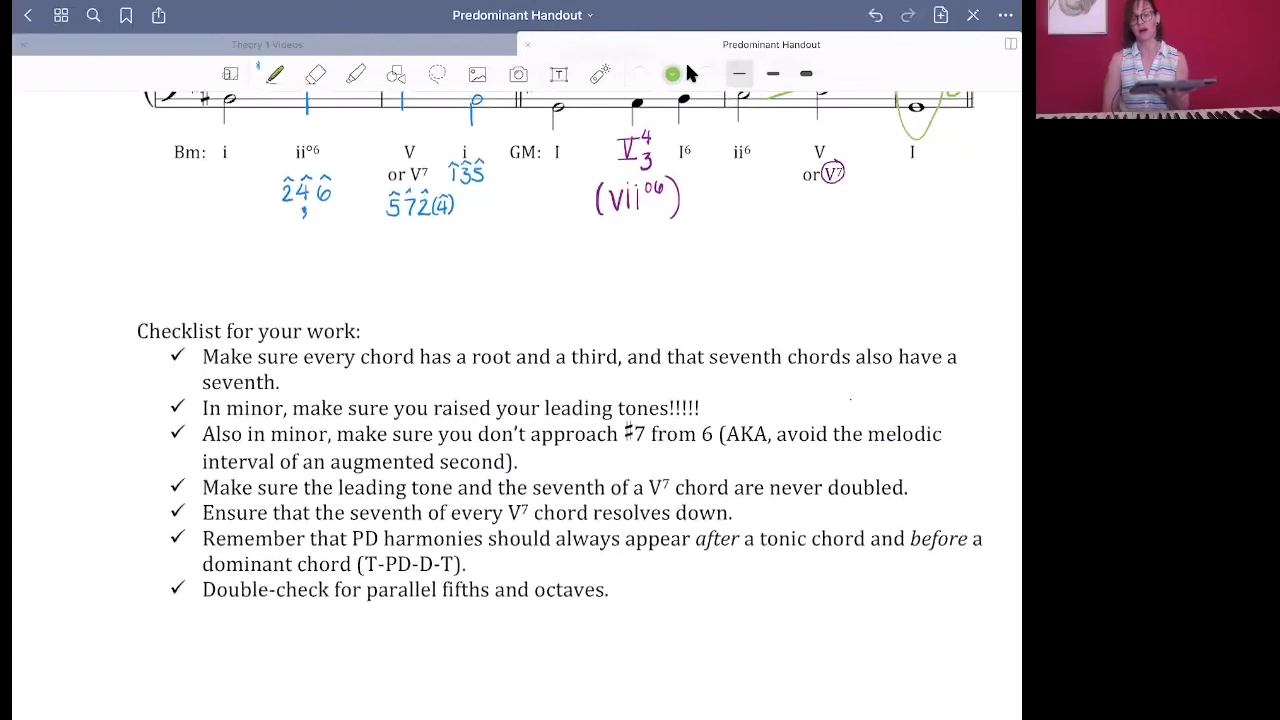 Predominant Handout
Theory 1 Videos
Predominant Handout
Bm: i ii°⁶ V i GM: I V⁴₃ I⁶ ii⁶ V I
or V⁷ 1̂3̂5̂ or V⁷
2̂4̂6̂ 5̂7̂2̂(4̂) (vii°⁶)
Checklist for your work:
✓ Make sure every chord has a root and a third, and that seventh chords also have a
seventh.
✓ In minor, make sure you raised your leading tones!!!!!
✓ Also in minor, make sure you don’t approach ♯7 from 6 (AKA, avoid the melodic
interval of an augmented second).
✓ Make sure the leading tone and the seventh of a V⁷ chord are never doubled.
✓ Ensure that the seventh of every V⁷ chord resolves down.
✓ Remember that PD harmonies should always appear after a tonic chord and before a
dominant chord (T-PD-D-T).
✓ Double-check for parallel fifths and octaves.